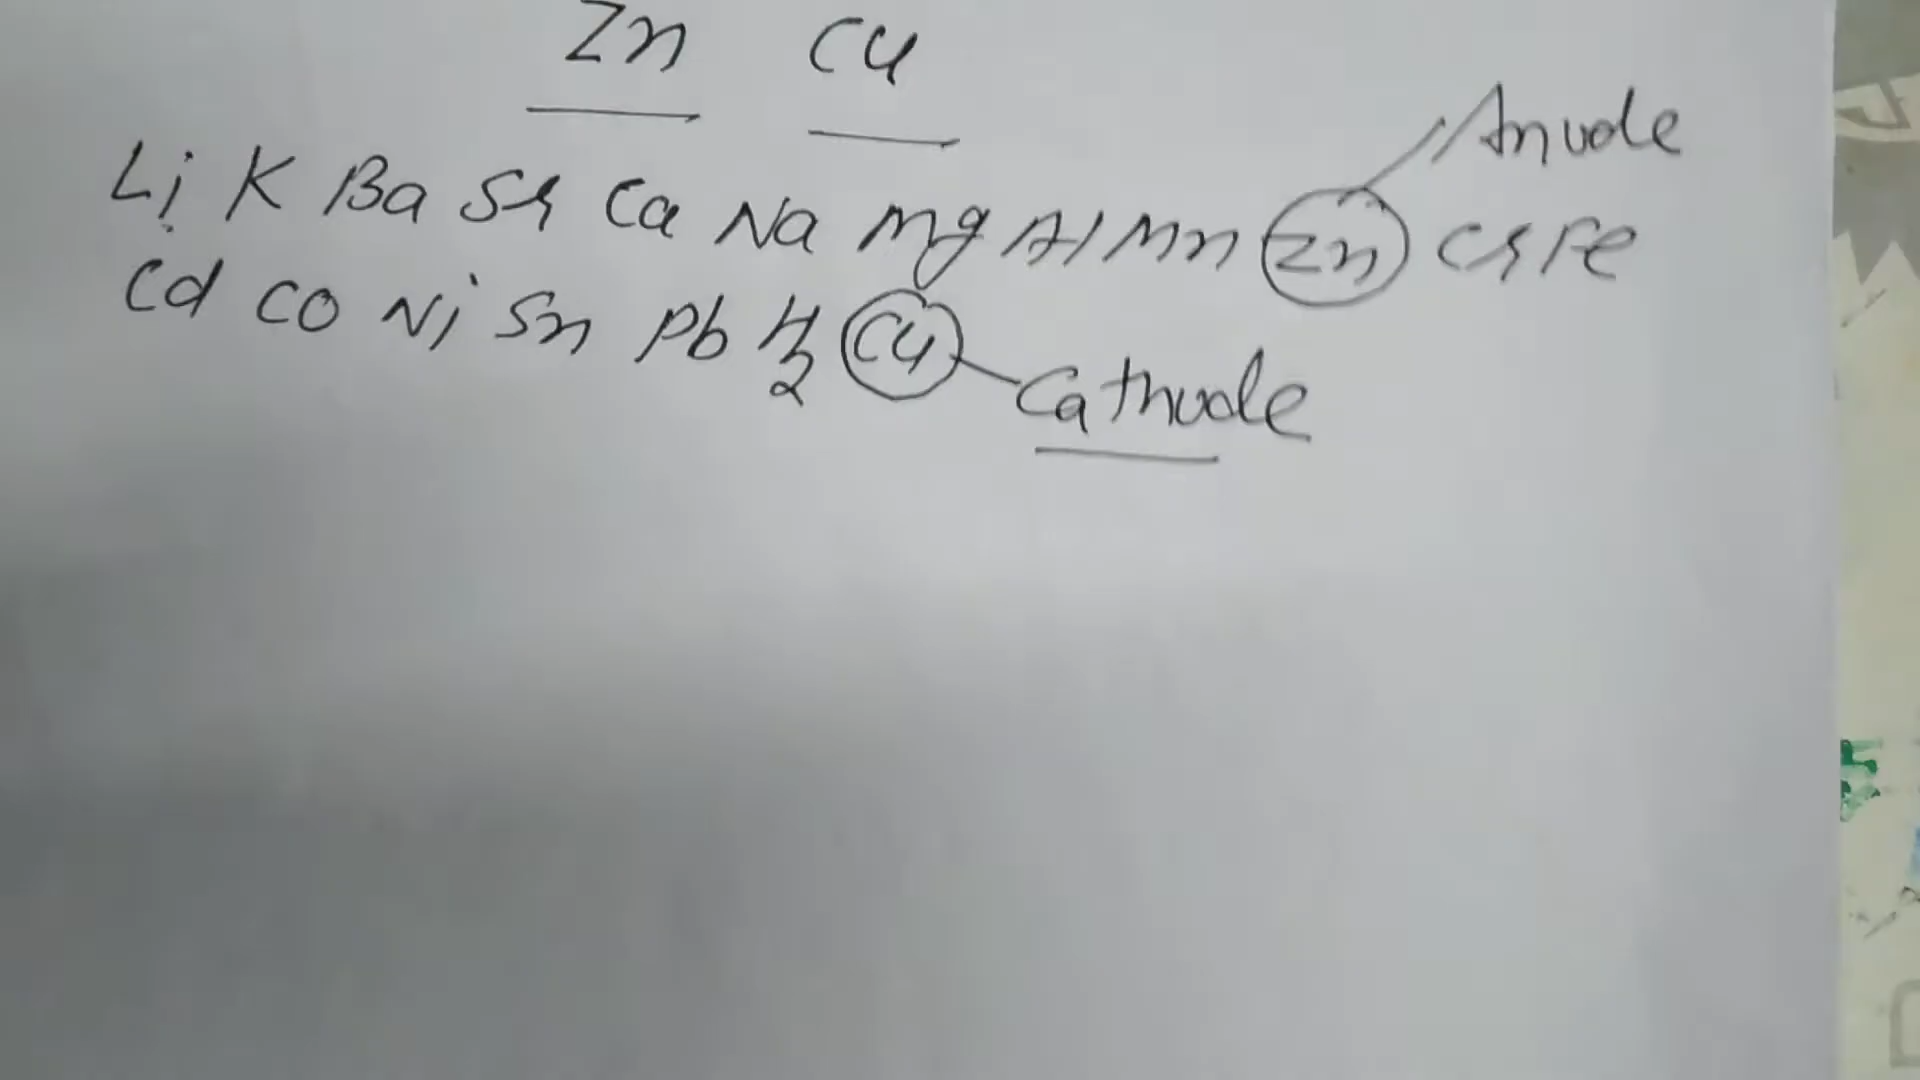 Zn Cu
Anode
Li K Ba Sr Ca Na Mg Al Mn Zn Cr Fe
Cd Co Ni Sn Pb H2 Cu
Cathode